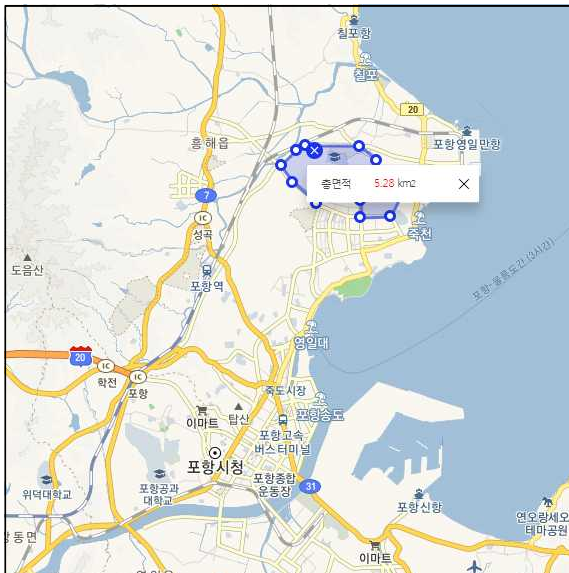 칠포항
칠포
20
포항영일만항
흥해읍
총면적 5.28 km2
7
IC
성곡
죽천
도음산
포항역
포항-울릉도간 (3시간)
영일대
20
IC
학전
IC
포항
죽도시장
이마트
탑산
포항송도
포항고속
버스터미널
포항시청
위덕대학교
포항공과
대학교
포항종합
운동장
31
포항신항
연오랑세오
테마공원
강동면
이마트